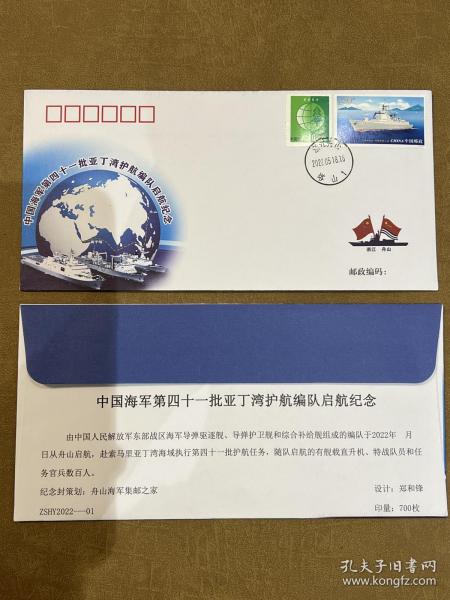 中国海军第四十一批亚丁湾护航编队启航纪念
CHINA中国邮政
2022.05.18.16
舟山
浙江 舟山
邮政编码：
中国海军第四十一批亚丁湾护航编队启航纪念
由中国人民解放军东部战区海军导弹驱逐舰、导弹护卫舰和综合补给舰组成的编队于2022年 月
日从舟山启航，赴索马里亚丁湾海域执行第四十一批护航任务，随队启航的有舰载直升机、特战队员和任
务官兵数百人。
纪念封策划：舟山海军集邮之家
设计：郑和锋
ZSHY2022---01
印量：700枚
孔夫子旧书网
www.kongfz.com